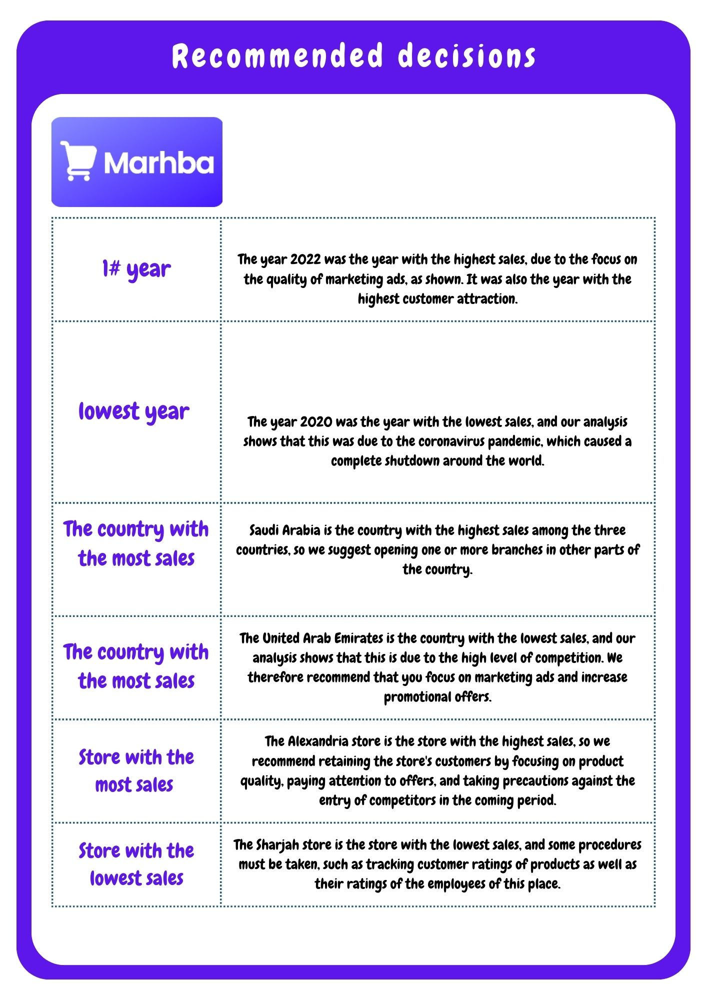 Recommended decisions
Marhba
1# year
The year 2022 was the year with the highest sales, due to the focus on
the quality of marketing ads, as shown. It was also the year with the
highest customer attraction.
lowest year
The year 2020 was the year with the lowest sales, and our analysis
shows that this was due to the coronavirus pandemic, which caused a
complete shutdown around the world.
The country with
the most sales
Saudi Arabia is the country with the highest sales among the three
countries, so we suggest opening one or more branches in other parts of
the country.
The country with
the most sales
The United Arab Emirates is the country with the lowest sales, and our
analysis shows that this is due to the high level of competition. We
therefore recommend that you focus on marketing ads and increase
promotional offers.
Store with the
most sales
The Alexandria store is the store with the highest sales, so we
recommend retaining the store's customers by focusing on product
quality, paying attention to offers, and taking precautions against the
entry of competitors in the coming period.
Store with the
lowest sales
The Sharjah store is the store with the lowest sales, and some procedures
must be taken, such as tracking customer ratings of products as well as
their ratings of the employees of this place.